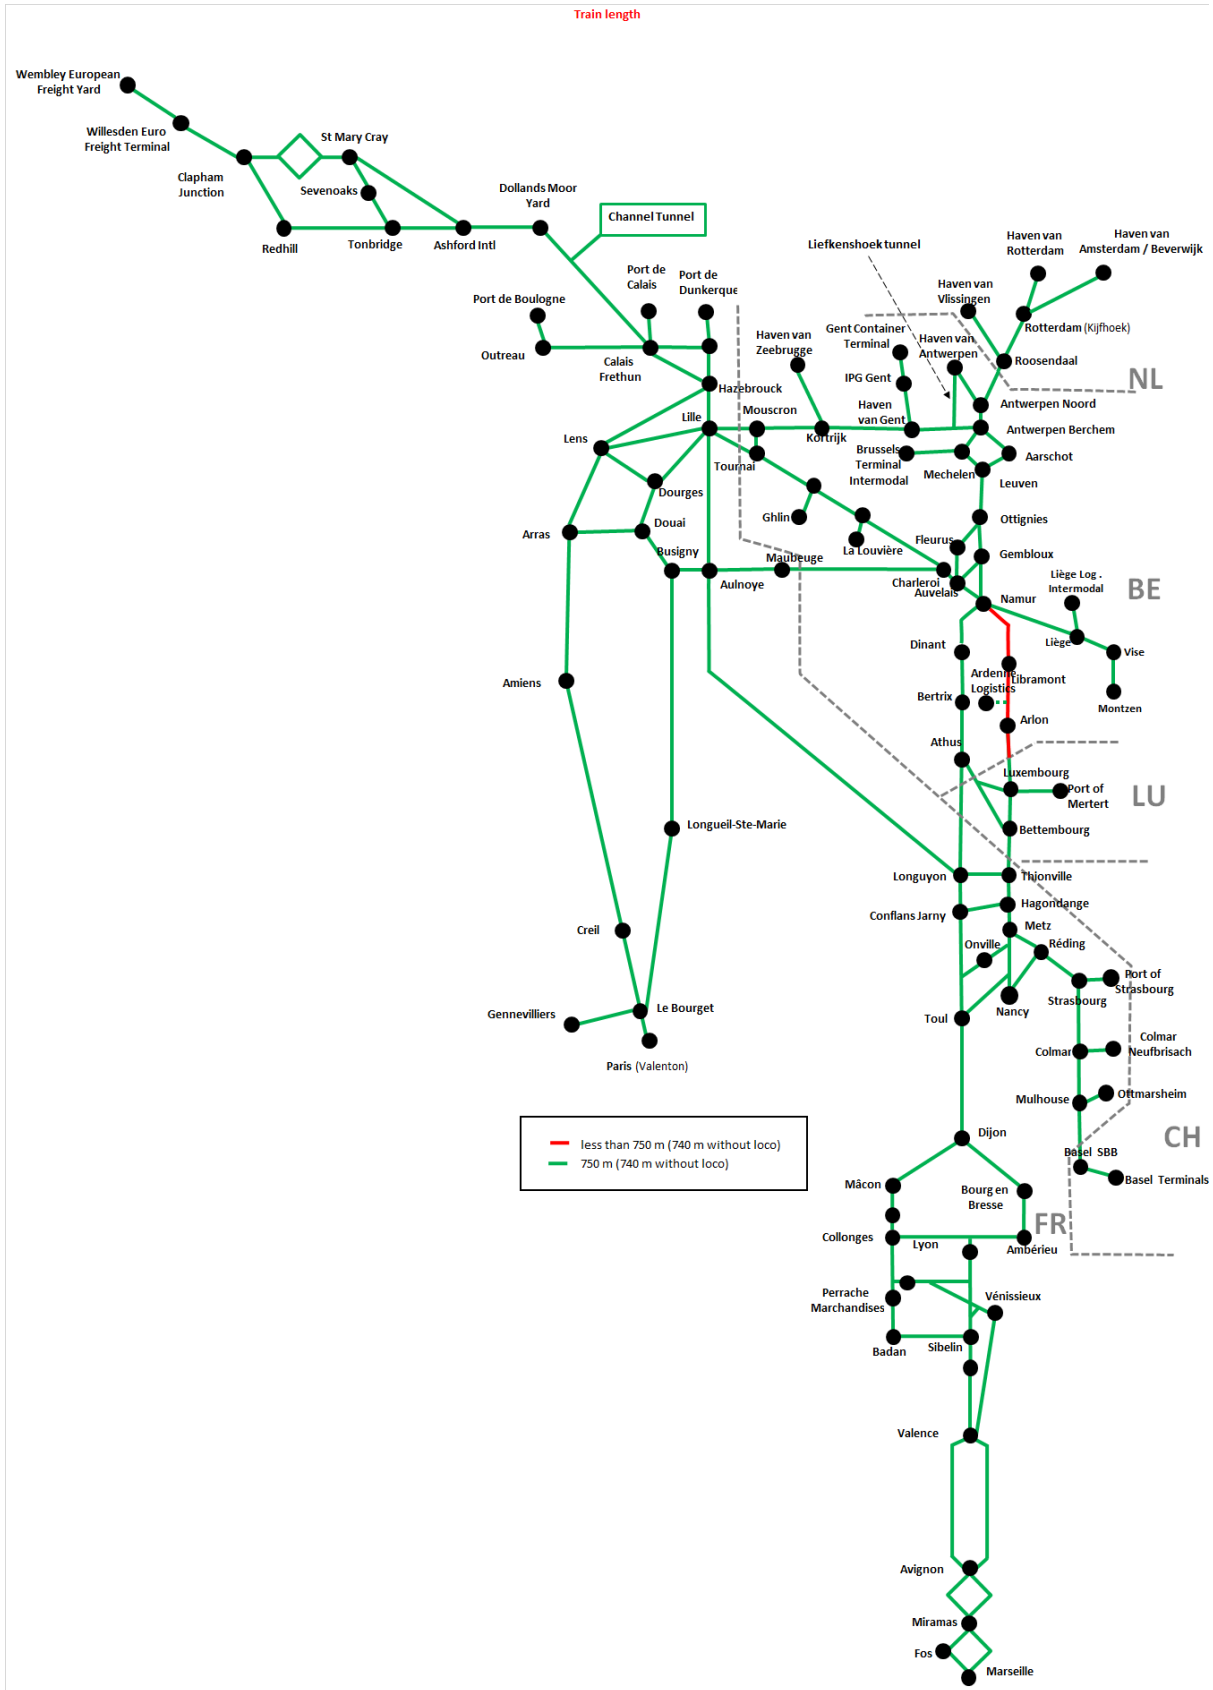 Train length
Wembley European
Freight Yard
Willesden Euro
Freight Terminal
St Mary Cray
Clapham
Junction
Sevenoaks
Dollands Moor
Yard
Redhill
Tonbridge
Ashford Intl
Channel Tunnel
Liefkenshoek tunnel
Haven van
Rotterdam
Haven van
Amsterdam / Beverwijk
Port de
Calais
Port de
Dunkerque
Haven van
Vlissingen
Port de Boulogne
Rotterdam (Kijfhoek)
Gent Container
Terminal
Haven van
Zeebrugge
Haven van
Antwerpen
Outreau
Calais
Frethun
Roosendaal
NL
Hazebrouck
IPG Gent
Antwerpen Noord
Lille
Mouscron
Haven
van Gent
Kortrijk
Antwerpen Berchem
Lens
Tournai
Brussels
Terminal
Intermodal
Mechelen
Aarschot
Leuven
Dourges
Ghlin
Ottignies
Douai
Arras
Busigny
La Louvière
Fleurus
Gembloux
Maubeuge
Aulnoye
Charleroi
Auvelais
Liège Log .
Intermodal
BE
Namur
Dinant
Liège
Vise
Ardenne
Logistics
Libramont
Amiens
Bertrix
Montzen
Arlon
Athus
Luxembourg
Port of
Mertert
LU
Longueil-Ste-Marie
Bettembourg
Longuyon
Thionville
Conflans Jarny
Hagondange
Metz
Creil
Onville
Réding
Port of
Strasbourg
Strasbourg
Gennevilliers
Le Bourget
Toul
Nancy
Colmar
Colmar
Neufbrisach
Paris (Valenton)
Mulhouse
Ottmarsheim
less than 750 m (740 m without loco)
750 m (740 m without loco)
Dijon
CH
Basel SBB
Basel Terminals
Mâcon
Bourg en
Bresse
FR
Collonges
Lyon
Ambérieu
Perrache
Marchandises
Vénissieux
Badan
Sibelin
Valence
Avignon
Miramas
Fos
Marseille